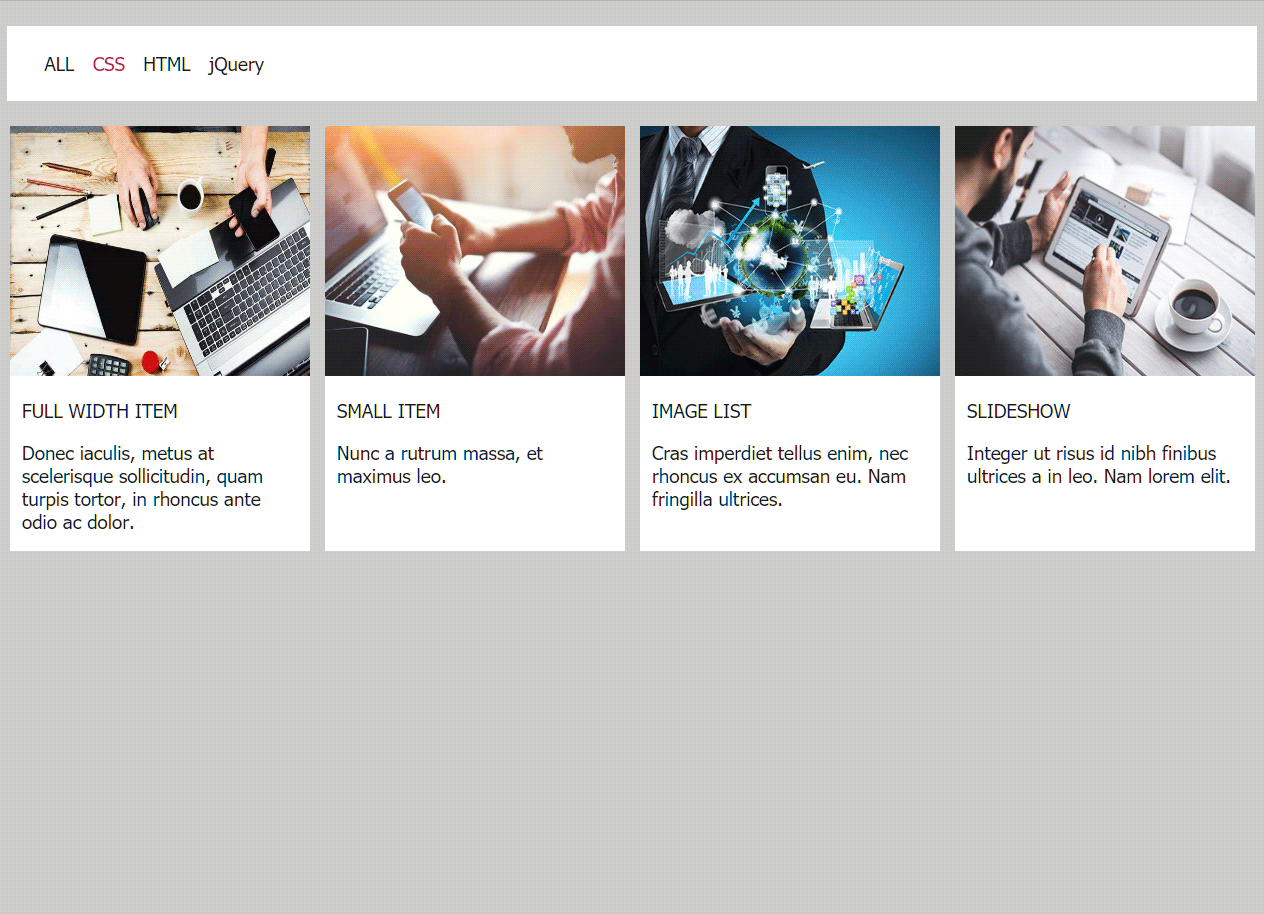 ALL CSS HTML jQuery
FULL WIDTH ITEM
Donec iaculis, metus at
scelerisque sollicitudin, quam
turpis tortor, in rhoncus ante
odio ac dolor.
SMALL ITEM
Nunc a rutrum massa, et
maximus leo.
IMAGE LIST
Cras imperdiet tellus enim, nec
rhoncus ex accumsan eu. Nam
fringilla ultrices.
SLIDESHOW
Integer ut risus id nibh finibus
ultrices a in leo. Nam lorem elit.